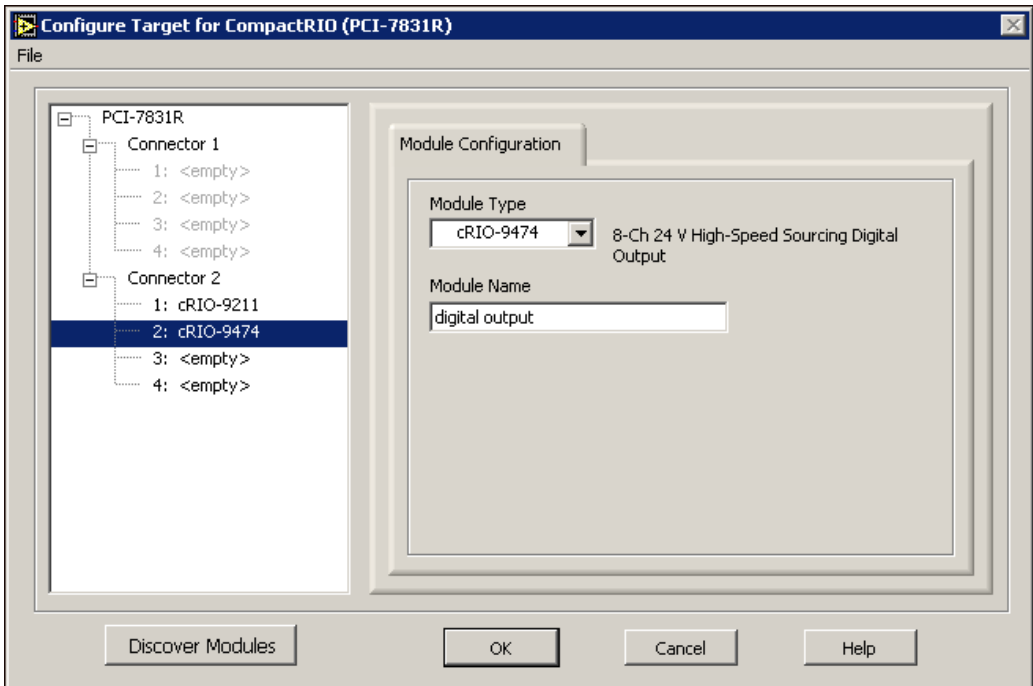 Configure Target for CompactRIO (PCI-7831R)
File
PCI-7831R
Connector 1
1: <empty>
2: <empty>
3: <empty>
4: <empty>
Connector 2
1: cRIO-9211
2: cRIO-9474
3: <empty>
4: <empty>
Module Configuration
Module Type
cRIO-9474
8-Ch 24 V High-Speed Sourcing Digital
Output
Module Name
digital output
Discover Modules
OK
Cancel
Help